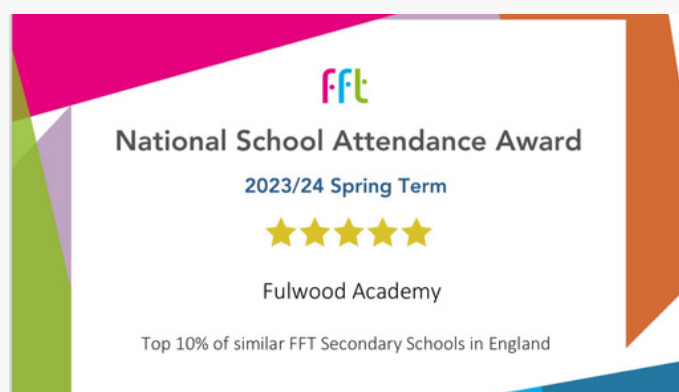 fft
National School Attendance Award
2023/24 Spring Term
Fulwood Academy
Top 10% of similar FFT Secondary Schools in England